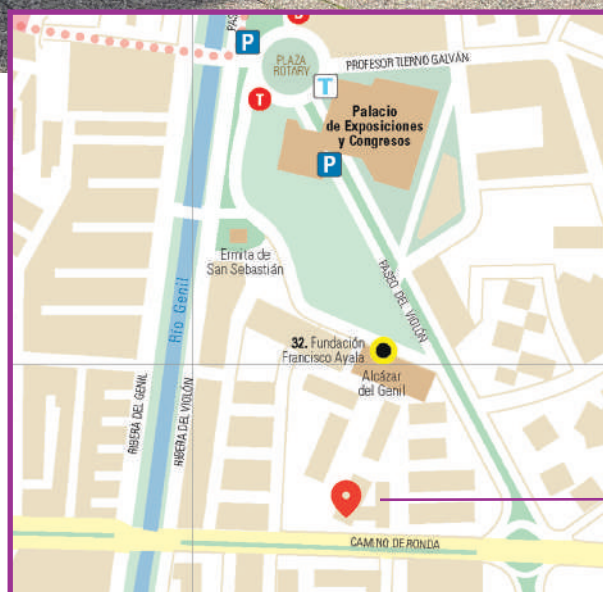 PAS
P
PLAZA
ROTARY
T
T
PROFESOR TIERNO GALVÁN
Palacio
de Exposiciones
y Congresos
P
Ermita de
San Sebastián
PASEO DEL VIOLÓN
Río Genil
32. Fundación
Francisco Ayala
Alcázar
del Genil
RIBERA DEL GENIL
RIBERA DEL VIOLÓN
CAMINO DE RONDA